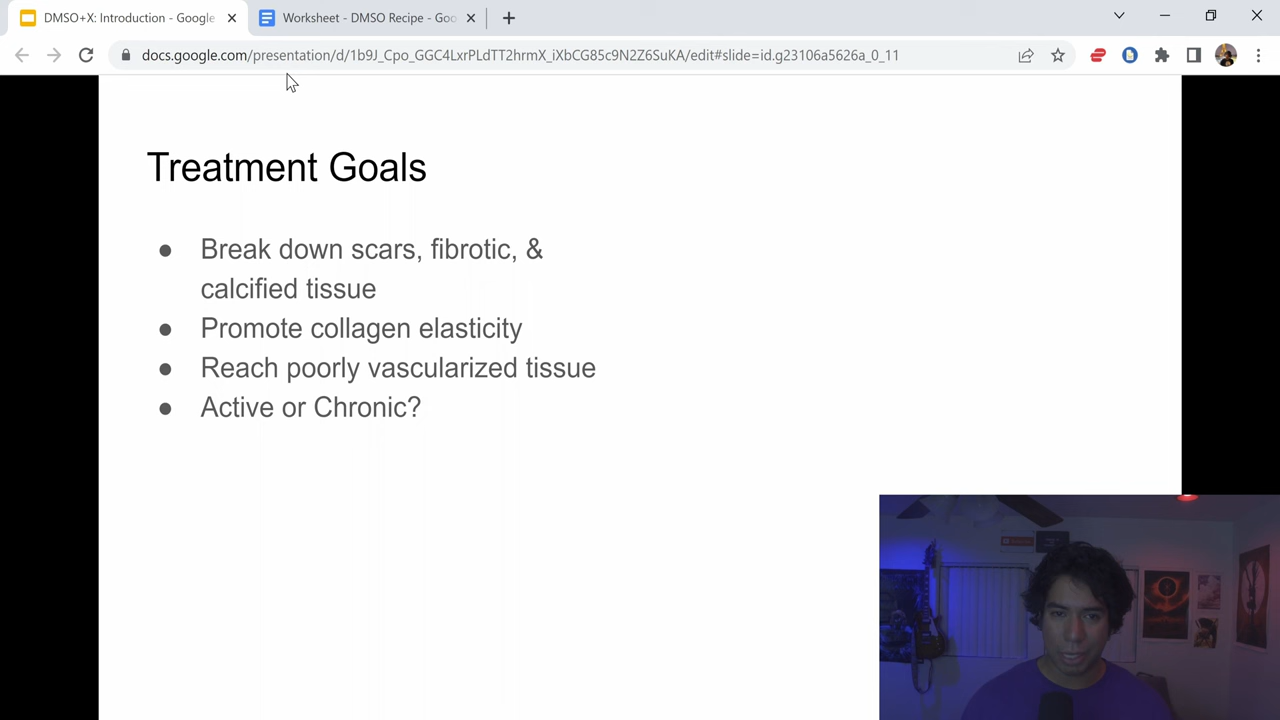 DMSO+X: Introduction - Google
Worksheet - DMSO Recipe - Goo
docs.google.com/presentation/d/1b9J_Cpo_GGC4LxrPLdTT2hrmX_iXbCG85c9N2Z6SuKA/edit#slide=id.g23106a5626a_0_11
Treatment Goals
● Break down scars, fibrotic, &
calcified tissue
● Promote collagen elasticity
● Reach poorly vascularized tissue
● Active or Chronic?